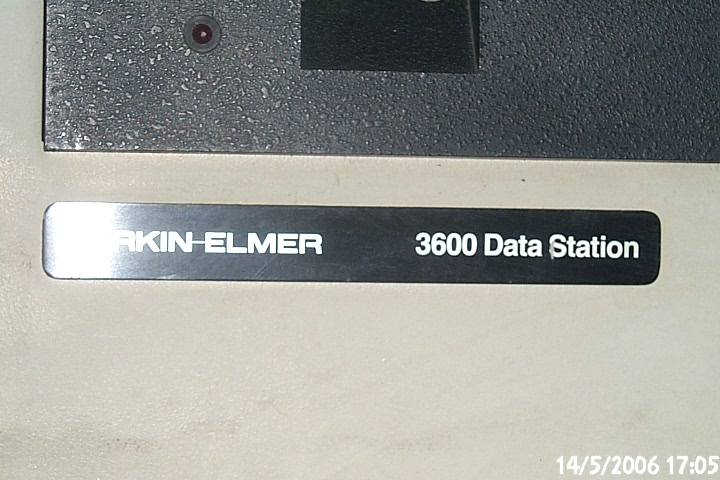 RKIN-ELMER 3600 Data Station
14/5/2006 17:05